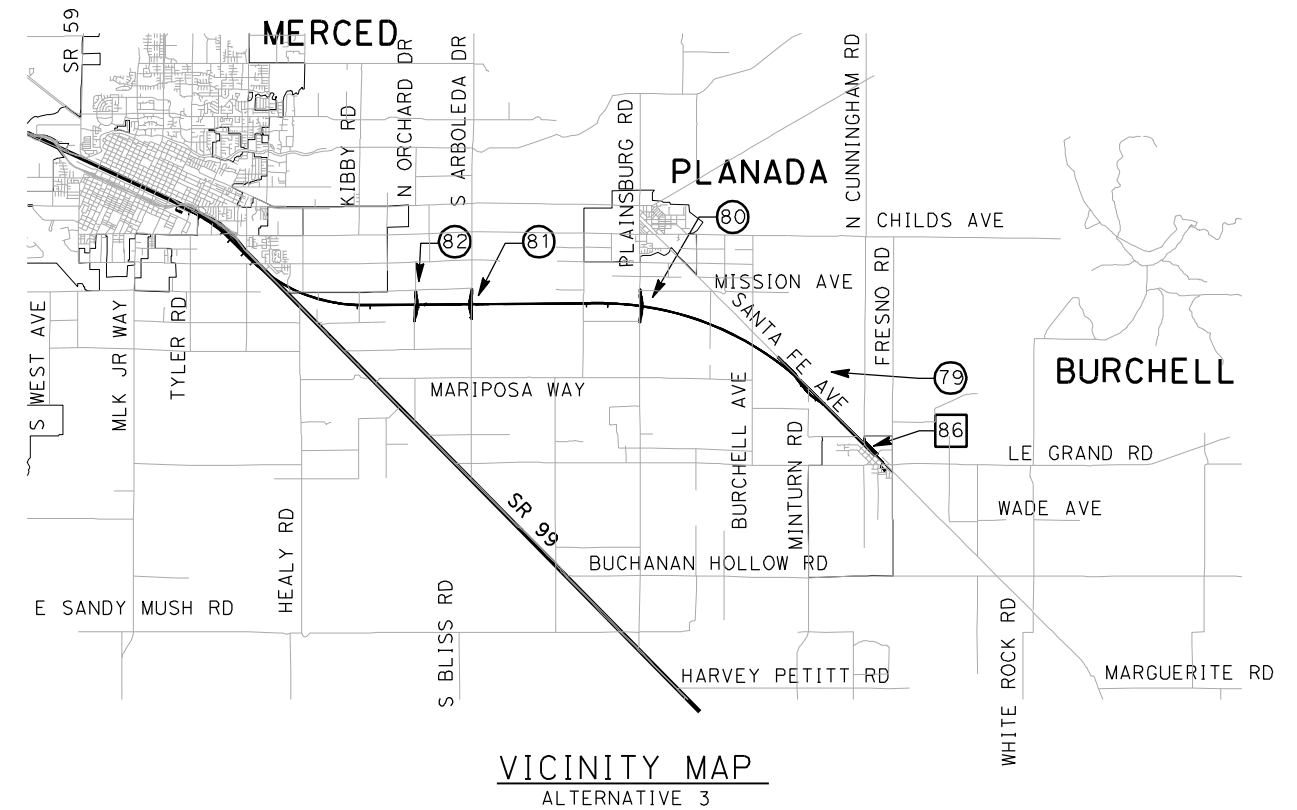 SR 59
MERCED
KIBBY RD
N ORCHARD DR
S ARBOLEDA DR
PLAINSBURG RD
PLANADA
N CUNNINGHAM RD
80
CHILDS AVE
82
81
MISSION AVE
SANTA FE AVE
FRESNO RD
S WEST AVE
MLK JR WAY
TYLER RD
79
BURCHELL
MARIPOSA WAY
BURCHELL AVE
MINTURN RD
86
LE GRAND RD
SR 99
WADE AVE
HEALY RD
BUCHANAN HOLLOW RD
E SANDY MUSH RD
S BLISS RD
WHITE ROCK RD
HARVEY PETITT RD
MARGUERITE RD
VICINITY MAP
ALTERNATIVE 3